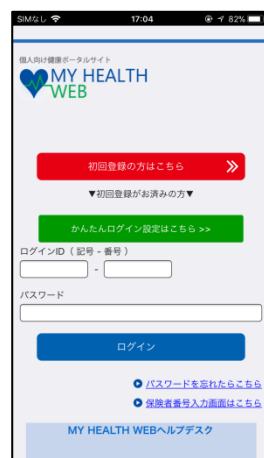 SIMなし 17:04 82%
個人向け健康ポータルサイト
MY HEALTH
WEB
初回登録の方はこちら
▼初回登録がお済みの方▼
かんたんログイン設定はこちら >>
ログインID（ 記号 - 番号 ）
-
パスワード
ログイン
パスワードを忘れたらこちら
保険者番号入力画面はこちら
MY HEALTH WEBヘルプデスク